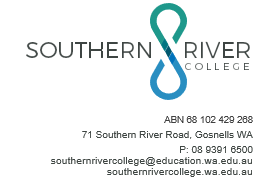 SOUTHERN RIVER
COLLEGE
ABN 68 102 429 268
71 Southern River Road, Gosnells WA
P: 08 9391 6500
southernrivercollege@education.wa.edu.au
southernrivercollege.wa.edu.au